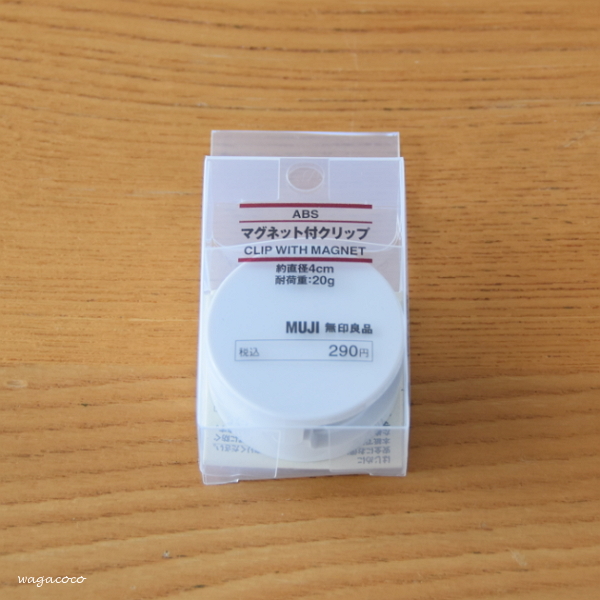 ABS
マグネット付クリップ
CLIP WITH MAGNET
約直径4cm
耐荷重:20g
MUJI 無印良品
税込 290円
wagacoco